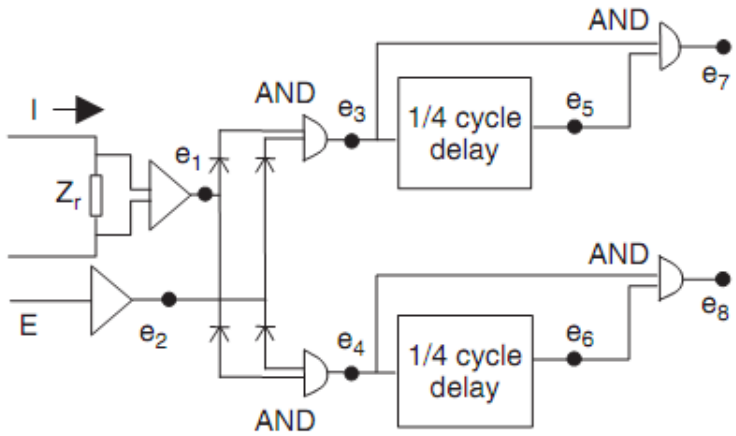 AND
e7
I
AND
e3
1/4 cycle
delay
e5
e1
Zr
E
e2
AND
e8
e4
1/4 cycle
delay
e6
AND